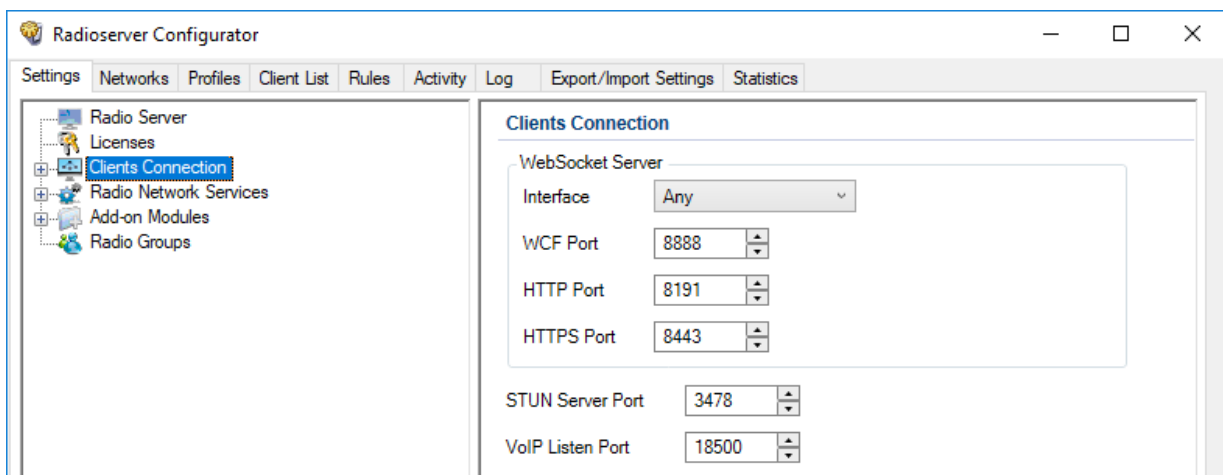 Radioserver Configurator
Settings Networks Profiles Client List Rules Activity Log Export/Import Settings Statistics
Radio Server
Licenses
Clients Connection
Radio Network Services
Add-on Modules
Radio Groups
Clients Connection
WebSocket Server
Interface Any
WCF Port 8888
HTTP Port 8191
HTTPS Port 8443
STUN Server Port 3478
VoIP Listen Port 18500